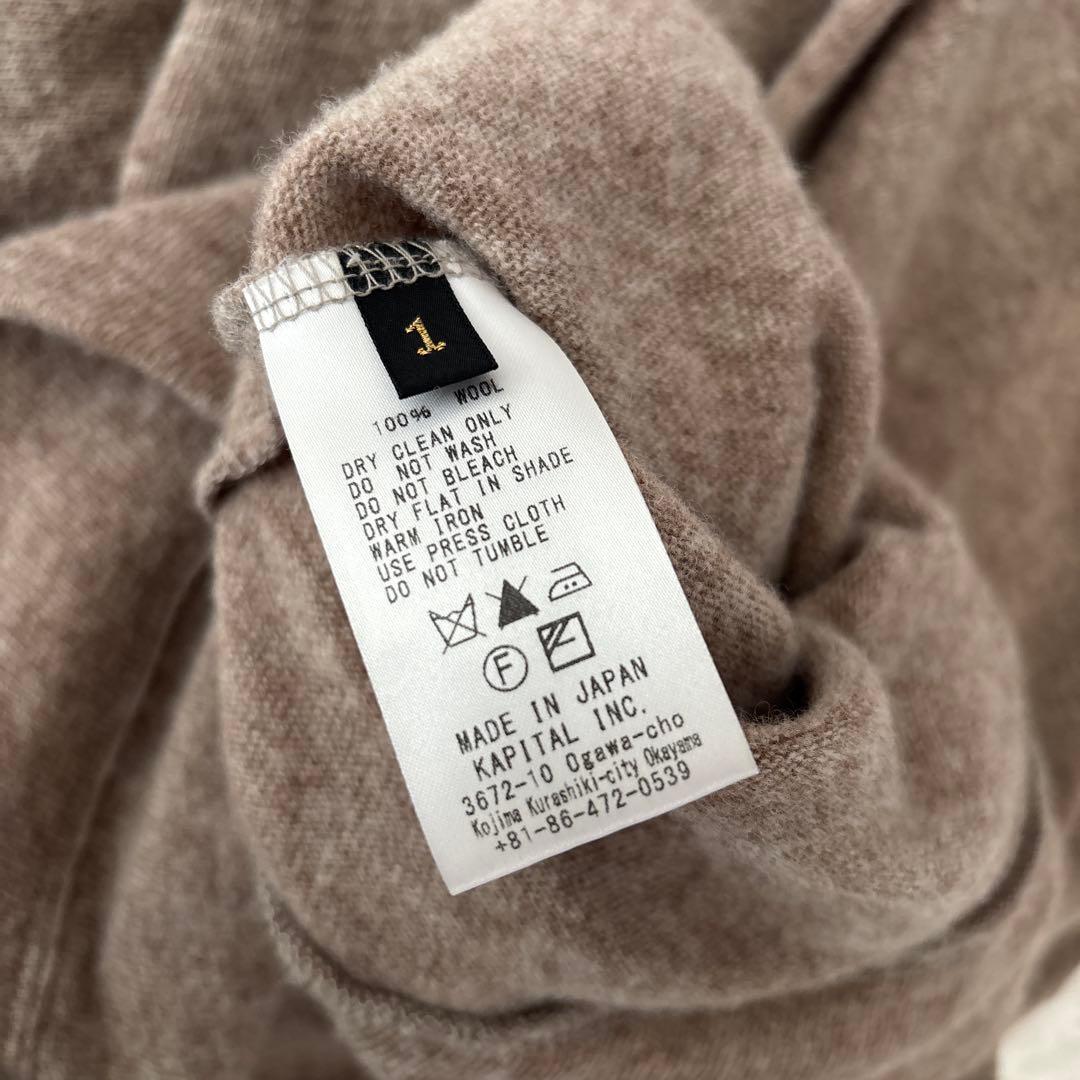 1
100% WOOL
DRY CLEAN ONLY
DO NOT WASH
DO NOT BLEACH
DRY FLAT IN SHADE
WARM IRON
USE PRESS CLOTH
DO NOT TUMBLE
F
MADE IN JAPAN
KAPITAL INC.
3672-10 Ogawa-cho
Kojima Kurashiki-city Okayama
+81-86-472-0539